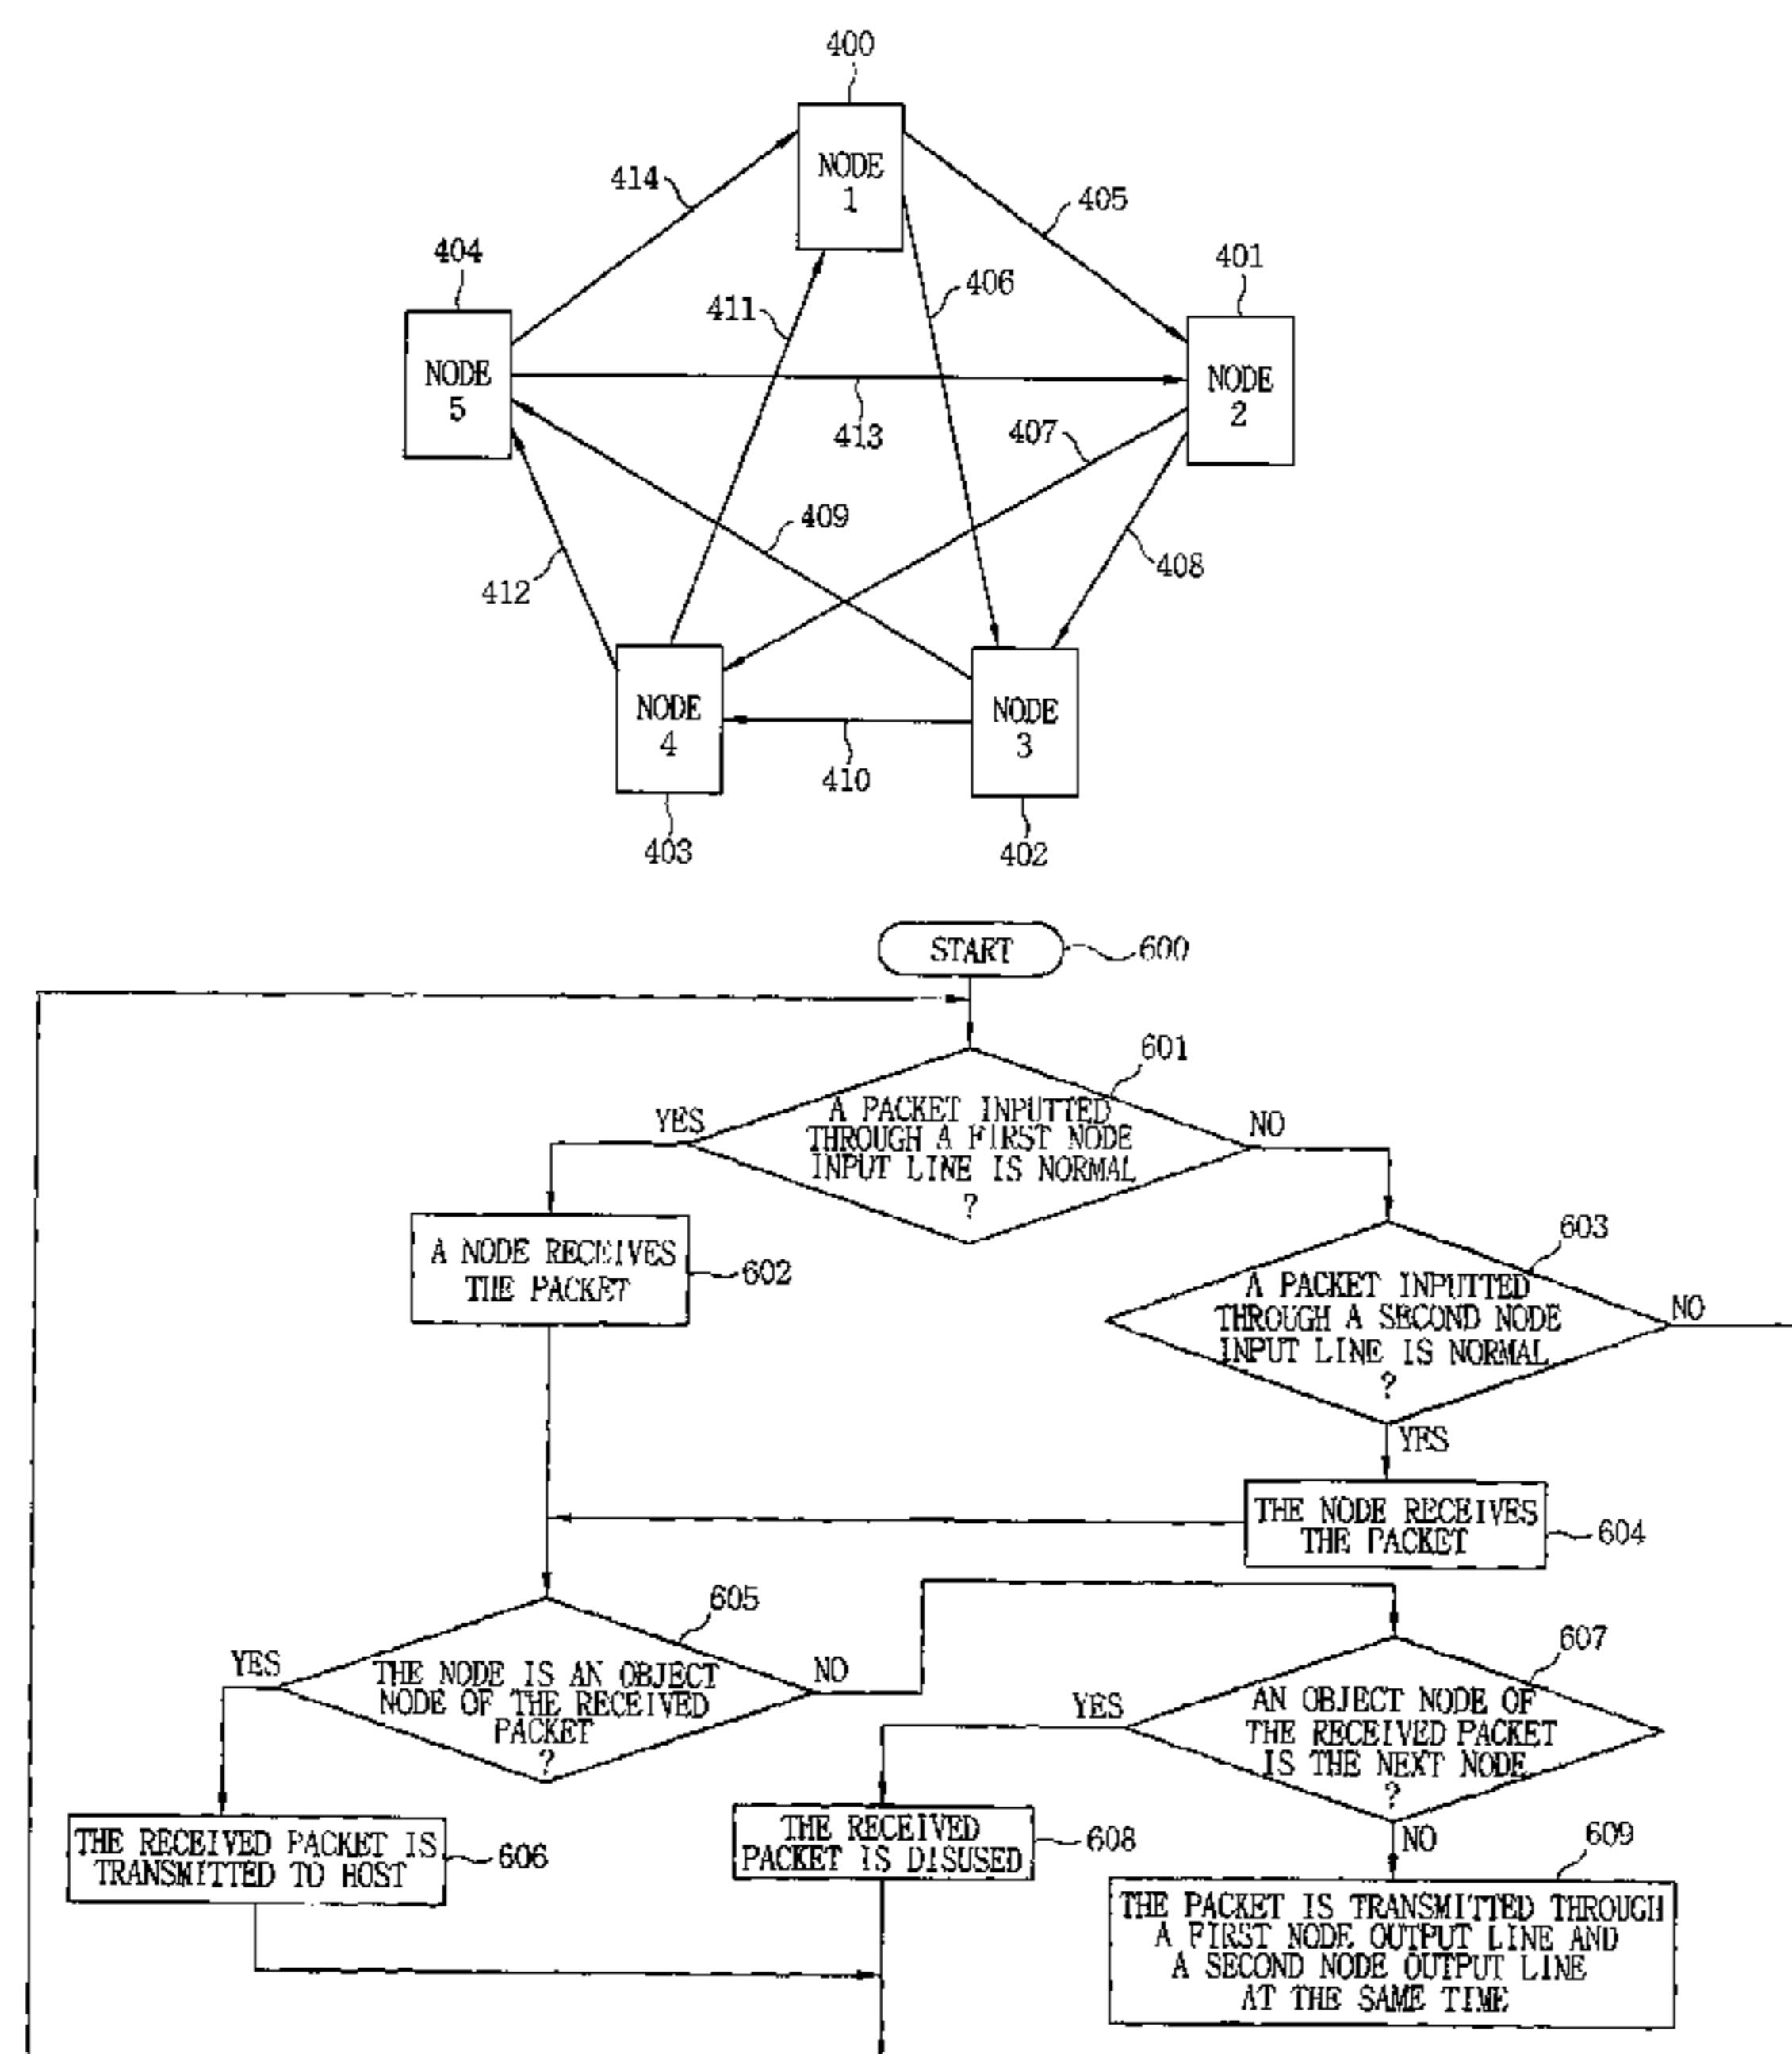 400
NODE
1
414
405
404
401
406
411
NODE
5
NODE
2
413
407
409
408
412
NODE
4
NODE
3
410
403
402
START
600
601
YES
A PACKET INPUTTED
THROUGH A FIRST NODE
INPUT LINE IS NORMAL
?
NO
603
A NODE RECEIVES
THE PACKET
602
A PACKET INPUTTED
THROUGH A SECOND NODE
INPUT LINE IS NORMAL
?
NO
YES
THE NODE RECEIVES
THE PACKET
604
605
YES
THE NODE IS AN OBJECT
NODE OF THE RECEIVED
PACKET
?
NO
607
YES
AN OBJECT NODE OF
THE RECEIVED PACKET
IS THE NEXT NODE
?
NO
THE RECEIVED PACKET IS
TRANSMITTED TO HOST
606
THE RECEIVED
PACKET IS DISUSED
608
609
THE PACKET IS TRANSMITTED THROUGH
A FIRST NODE OUTPUT LINE AND
A SECOND NODE OUTPUT LINE
AT THE SAME TIME